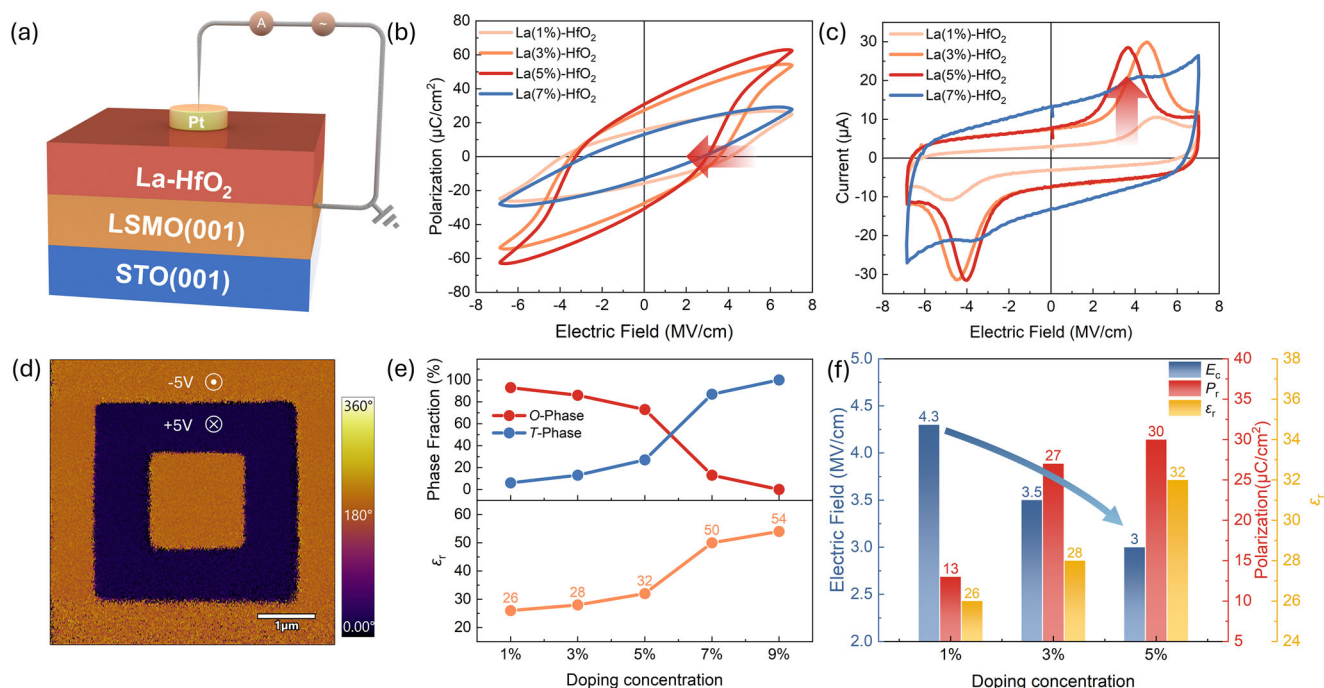 (a)
A
~
Pt
La-HfO₂
LSMO(001)
STO(001)
(b)
La(1%)-HfO₂
La(3%)-HfO₂
La(5%)-HfO₂
La(7%)-HfO₂
Polarization (μC/cm²)
80
60
40
20
0
-20
-40
-60
-80
-8 -6 -4 -2 0 2 4 6 8
Electric Field (MV/cm)
(c)
La(1%)-HfO₂
La(3%)-HfO₂
La(5%)-HfO₂
La(7%)-HfO₂
Current (μA)
30
20
10
0
-10
-20
-30
-8 -6 -4 -2 0 2 4 6 8
Electric Field (MV/cm)
(d)
-5V
+5V
1μm
360°
180°
0.00°
(e)
Phase Fraction (%)
100
80
60
40
20
0
O-Phase
T-Phase
εr
60
50
40
30
20
26 28 32 50 54
1% 3% 5% 7% 9%
Doping concentration
(f)
Electric Field (MV/cm)
5.0
4.5
4.0
3.5
3.0
2.5
2.0
Ec
Pr
εr
4.3 13 26
3.5 27 28
3 30 32
1% 3% 5%
Doping concentration
Polarization(μC/cm²)
40
35
30
25
20
15
10
5
εr
38
36
34
32
30
28
26
24